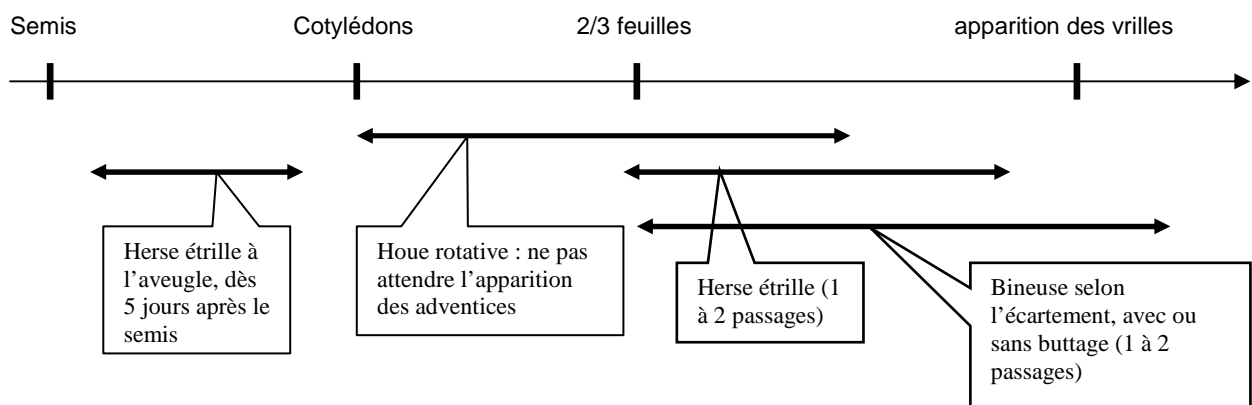 Semis
Cotylédons
2/3 feuilles
apparition des vrilles
Herse étrille à
l’aveugle, dès
5 jours après le
semis
Houe rotative : ne pas
attendre l’apparition
des adventices
Herse étrille (1
à 2 passages)
Bineuse selon
l’écartement, avec ou
sans buttage (1 à 2
passages)